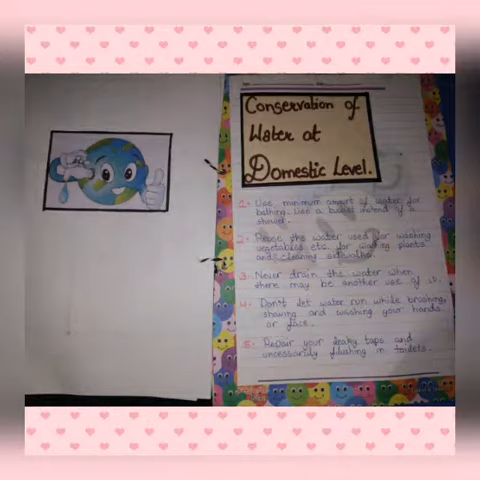 Conservation of
Water at
Domestic Level.
1. Use minimum amount of water for
bathing. Use a bucket instead of a
shower.
2. Reuse the water used for washing
vegetables etc. for watering plants
and cleaning sidewalks.
3. Never drain the water when
there may be another use of it.
4. Don't let water run while brushing,
shaving and washing your hands
or face.
5. Repair your leaky taps and
uncessarily flushing in toilets.